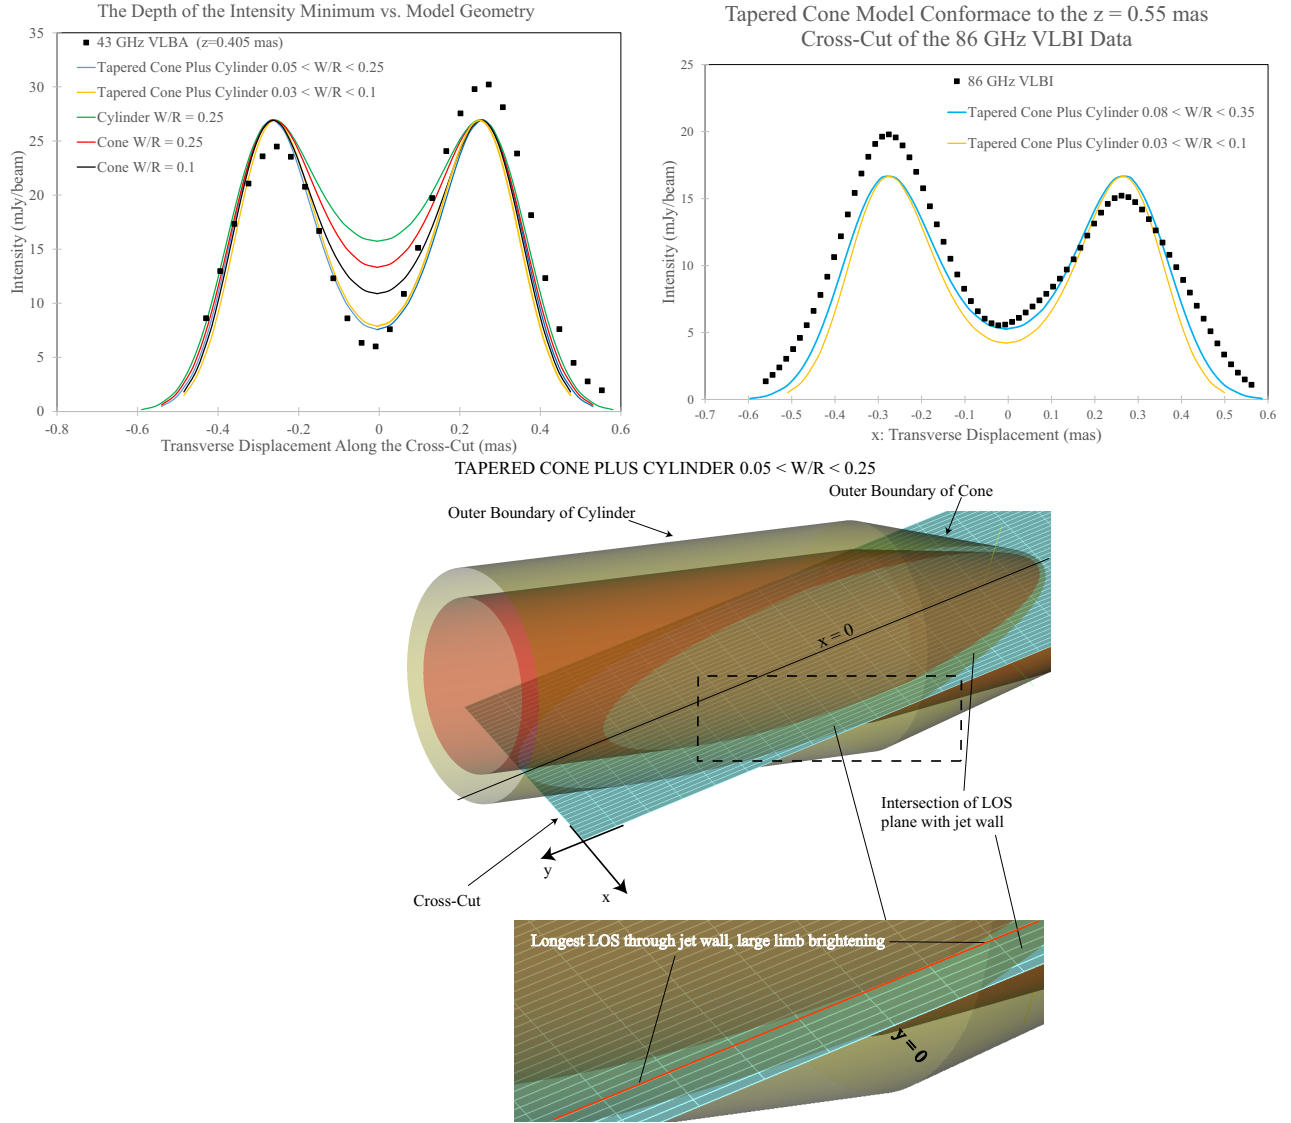 The Depth of the Intensity Minimum vs. Model Geometry
35
30
25
20
15
10
5
0
Intensity (mJy/beam)
43 GHz VLBA (z=0.405 mas)
Tapered Cone Plus Cylinder 0.05 < W/R < 0.25
Tapered Cone Plus Cylinder 0.03 < W/R < 0.1
Cylinder W/R = 0.25
Cone W/R = 0.25
Cone W/R = 0.1
-0.8 -0.6 -0.4 -0.2 0 0.2 0.4 0.6
Transverse Displacement Along the Cross-Cut (mas)
Tapered Cone Model Conformace to the z = 0.55 mas
Cross-Cut of the 86 GHz VLBI Data
25
20
15
10
5
0
Intensity (mJy/beam)
86 GHz VLBI
Tapered Cone Plus Cylinder 0.08 < W/R < 0.35
Tapered Cone Plus Cylinder 0.03 < W/R < 0.1
-0.7 -0.6 -0.5 -0.4 -0.3 -0.2 -0.1 0 0.1 0.2 0.3 0.4 0.5 0.6
x: Transverse Displacement (mas)
TAPERED CONE PLUS CYLINDER 0.05 < W/R < 0.25
Outer Boundary of Cone
Outer Boundary of Cylinder
x = 0
Intersection of LOS
plane with jet wall
y
x
Cross-Cut
Longest LOS through jet wall, large limb brightening
y = 0